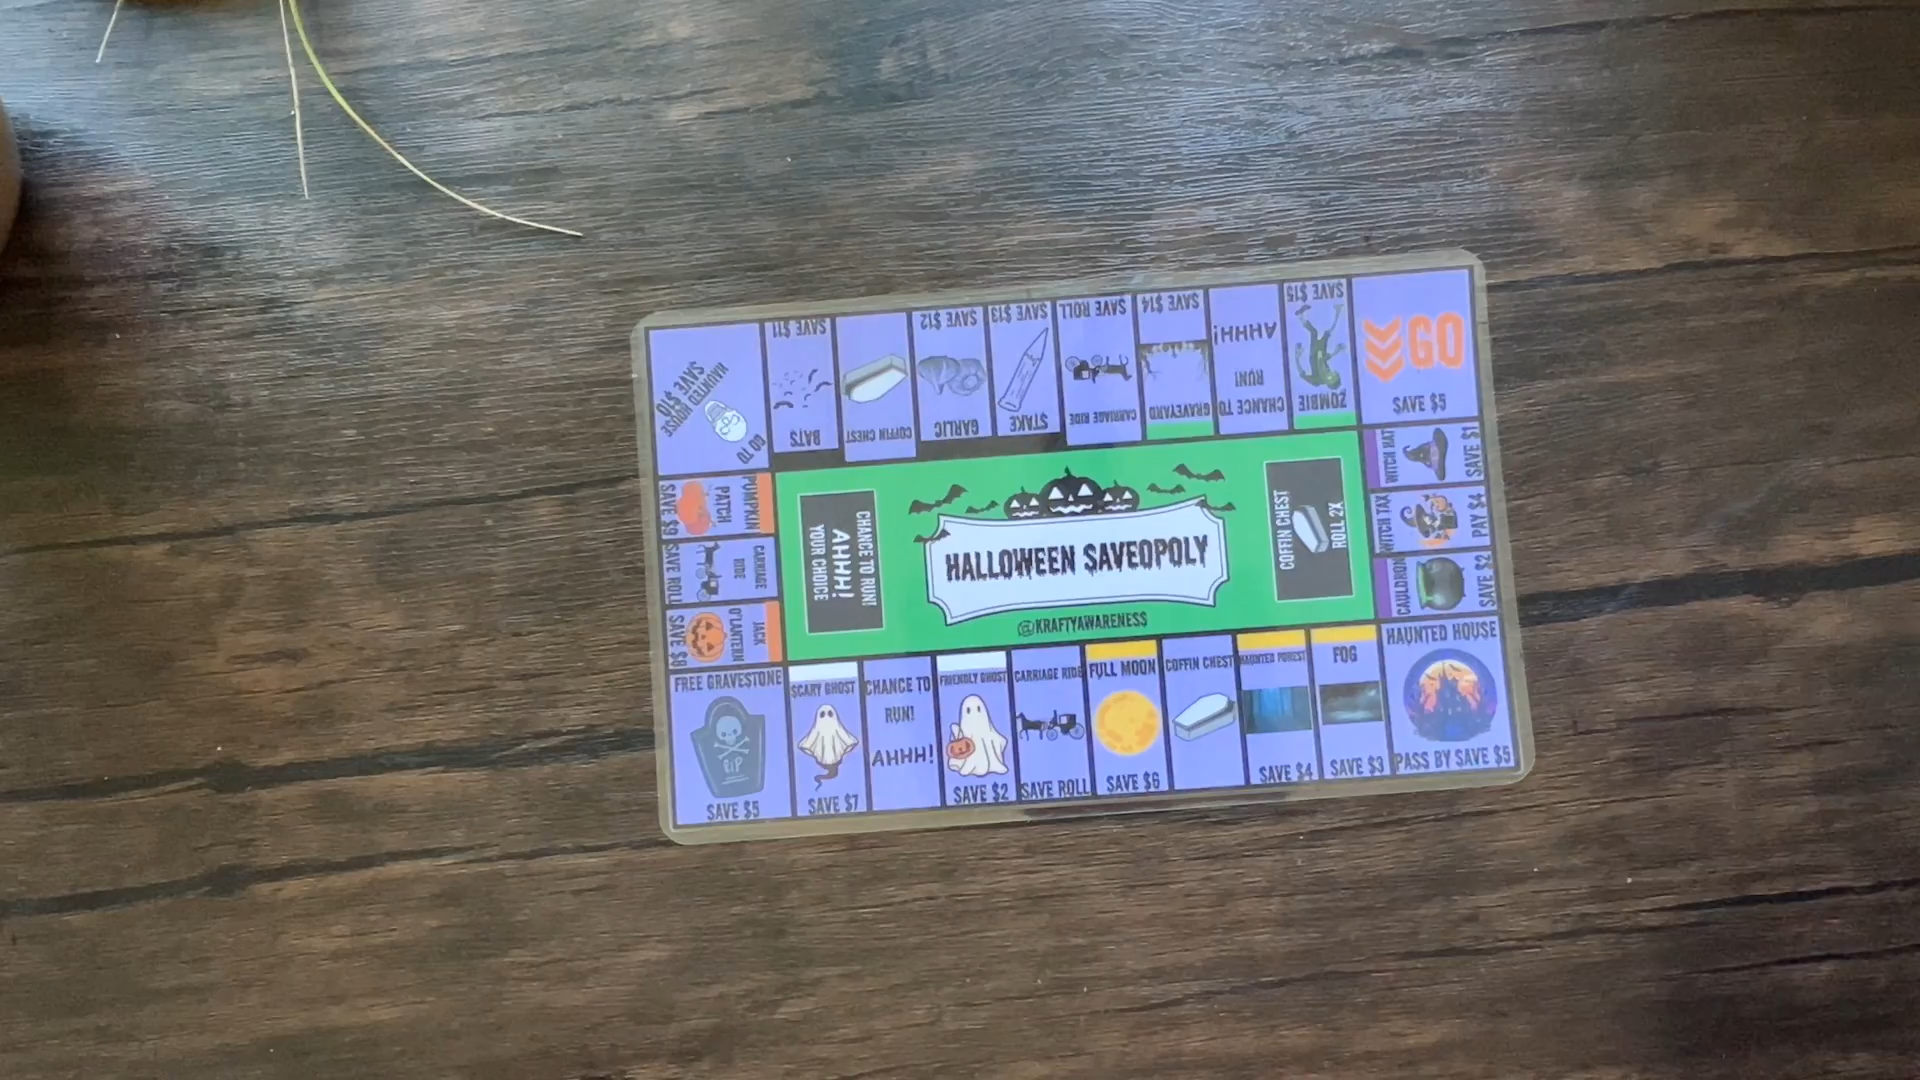 SAVE $11
BATS
COFFIN CHEST
SAVE $12
GARLIC
SAVE $13
STAKE
SAVE ROLL
CARRIAGE RIDE
SAVE $14
GRAVEYARD
CHANCE TO
RUN!
AHHH!
SAVE $15
ZOMBIE
GO
SAVE $5
GO TO
HAUNTED HOUSE
SAVE $10
PUMPKIN
PATCH
SAVE $9
CARRIAGE
RIDE
SAVE ROLL
JACK
O'LANTERN
SAVE $8
CHANCE TO RUN!
AHHH!
YOUR CHOICE
HALLOWEEN SAVEOPOLY
@KRAFTYAWARENESS
COFFIN CHEST
ROLL 2X
WITCH HAT
SAVE $1
WITCH TAX
PAY $4
CAULDRON
SAVE $2
FREE GRAVESTONE
RIP
SAVE $5
SCARY GHOST
SAVE $7
CHANCE TO
RUN!
AHHH!
FRIENDLY GHOST
SAVE $2
CARRIAGE RIDE
SAVE ROLL
FULL MOON
SAVE $6
COFFIN CHEST
HAUNTED FOREST
SAVE $4
FOG
SAVE $3
HAUNTED HOUSE
PASS BY SAVE $5